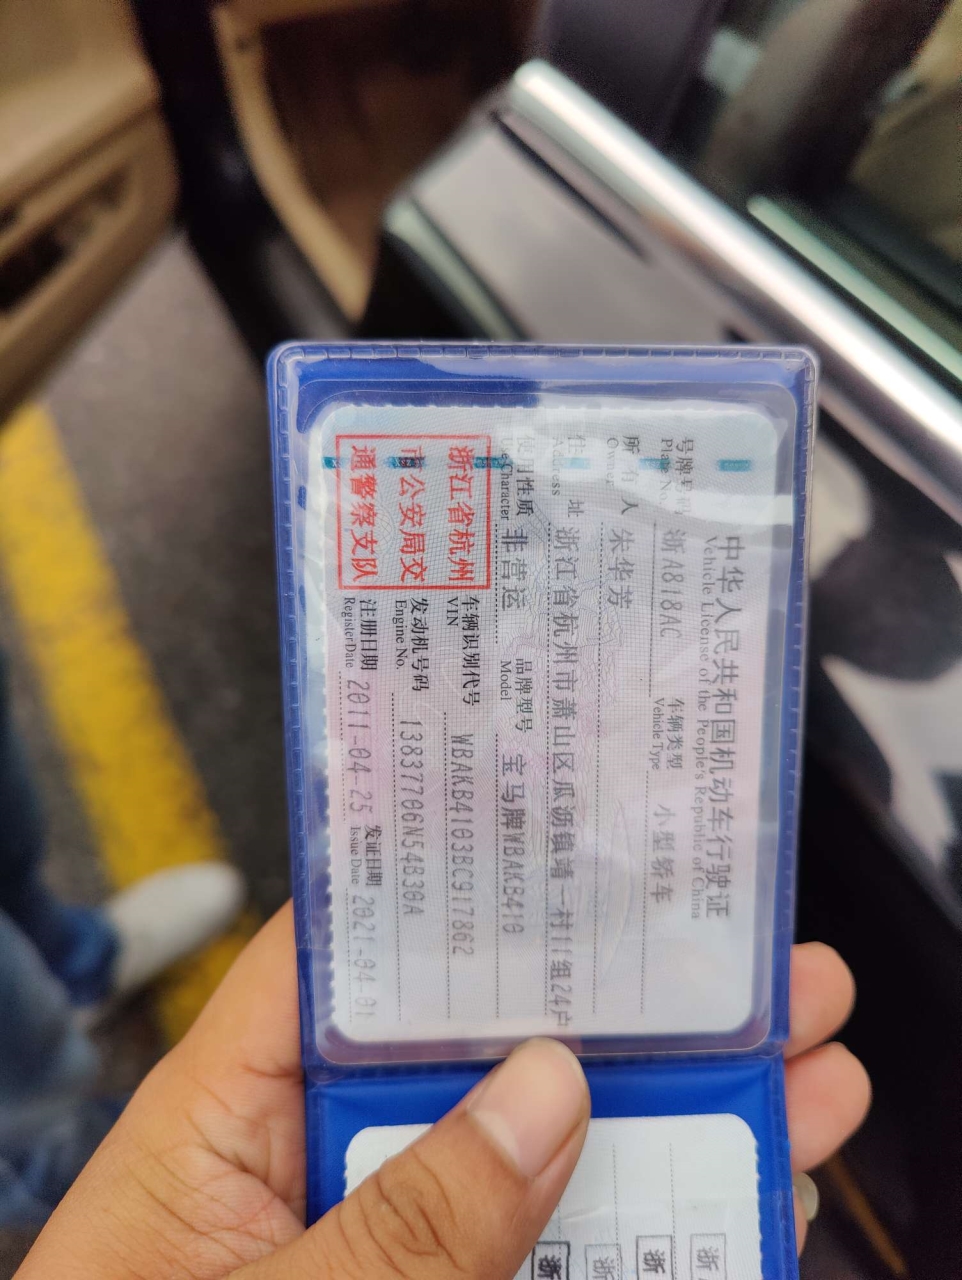 中华人民共和国机动车行驶证
Vehicle License of the People's Republic of China
号牌号码 浙A818AC 车辆类型 小型轿车
Plate No. Vehicle Type
所有人 朱华芳
Owner
住址 浙江省杭州市萧山区瓜沥镇靖一村11组24户
Address
使用性质 非营运 品牌型号 宝马牌WBAKB410
Use Character Model
浙江省杭州
市公安局交
通警察支队
车辆识别代号 WBAKB4103BC917862
VIN
发动机号码 13837706N54B30A
Engine No.
注册日期 2011-04-25 发证日期 2021-04-01
Register Date Issue Date
浙
浙
浙
浙